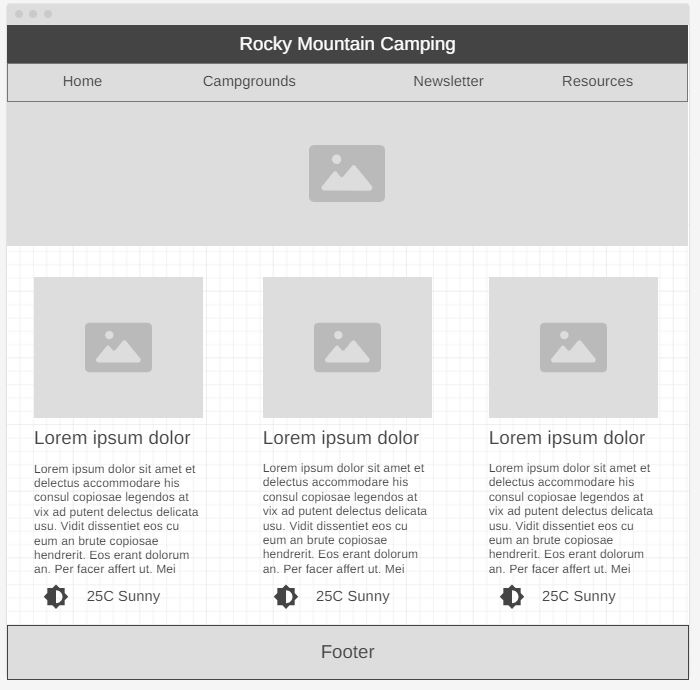 Rocky Mountain Camping
Home Campgrounds Newsletter Resources
Lorem ipsum dolor
Lorem ipsum dolor sit amet et
delectus accommodare his
consul copiosae legendos at
vix ad putent delectus delicata
usu. Vidit dissentiet eos cu
eum an brute copiosae
hendrerit. Eos erant dolorum
an. Per facer affert ut. Mei
25C Sunny
Lorem ipsum dolor
Lorem ipsum dolor sit amet et
delectus accommodare his
consul copiosae legendos at
vix ad putent delectus delicata
usu. Vidit dissentiet eos cu
eum an brute copiosae
hendrerit. Eos erant dolorum
an. Per facer affert ut. Mei
25C Sunny
Lorem ipsum dolor
Lorem ipsum dolor sit amet et
delectus accommodare his
consul copiosae legendos at
vix ad putent delectus delicata
usu. Vidit dissentiet eos cu
eum an brute copiosae
hendrerit. Eos erant dolorum
an. Per facer affert ut. Mei
25C Sunny
Footer